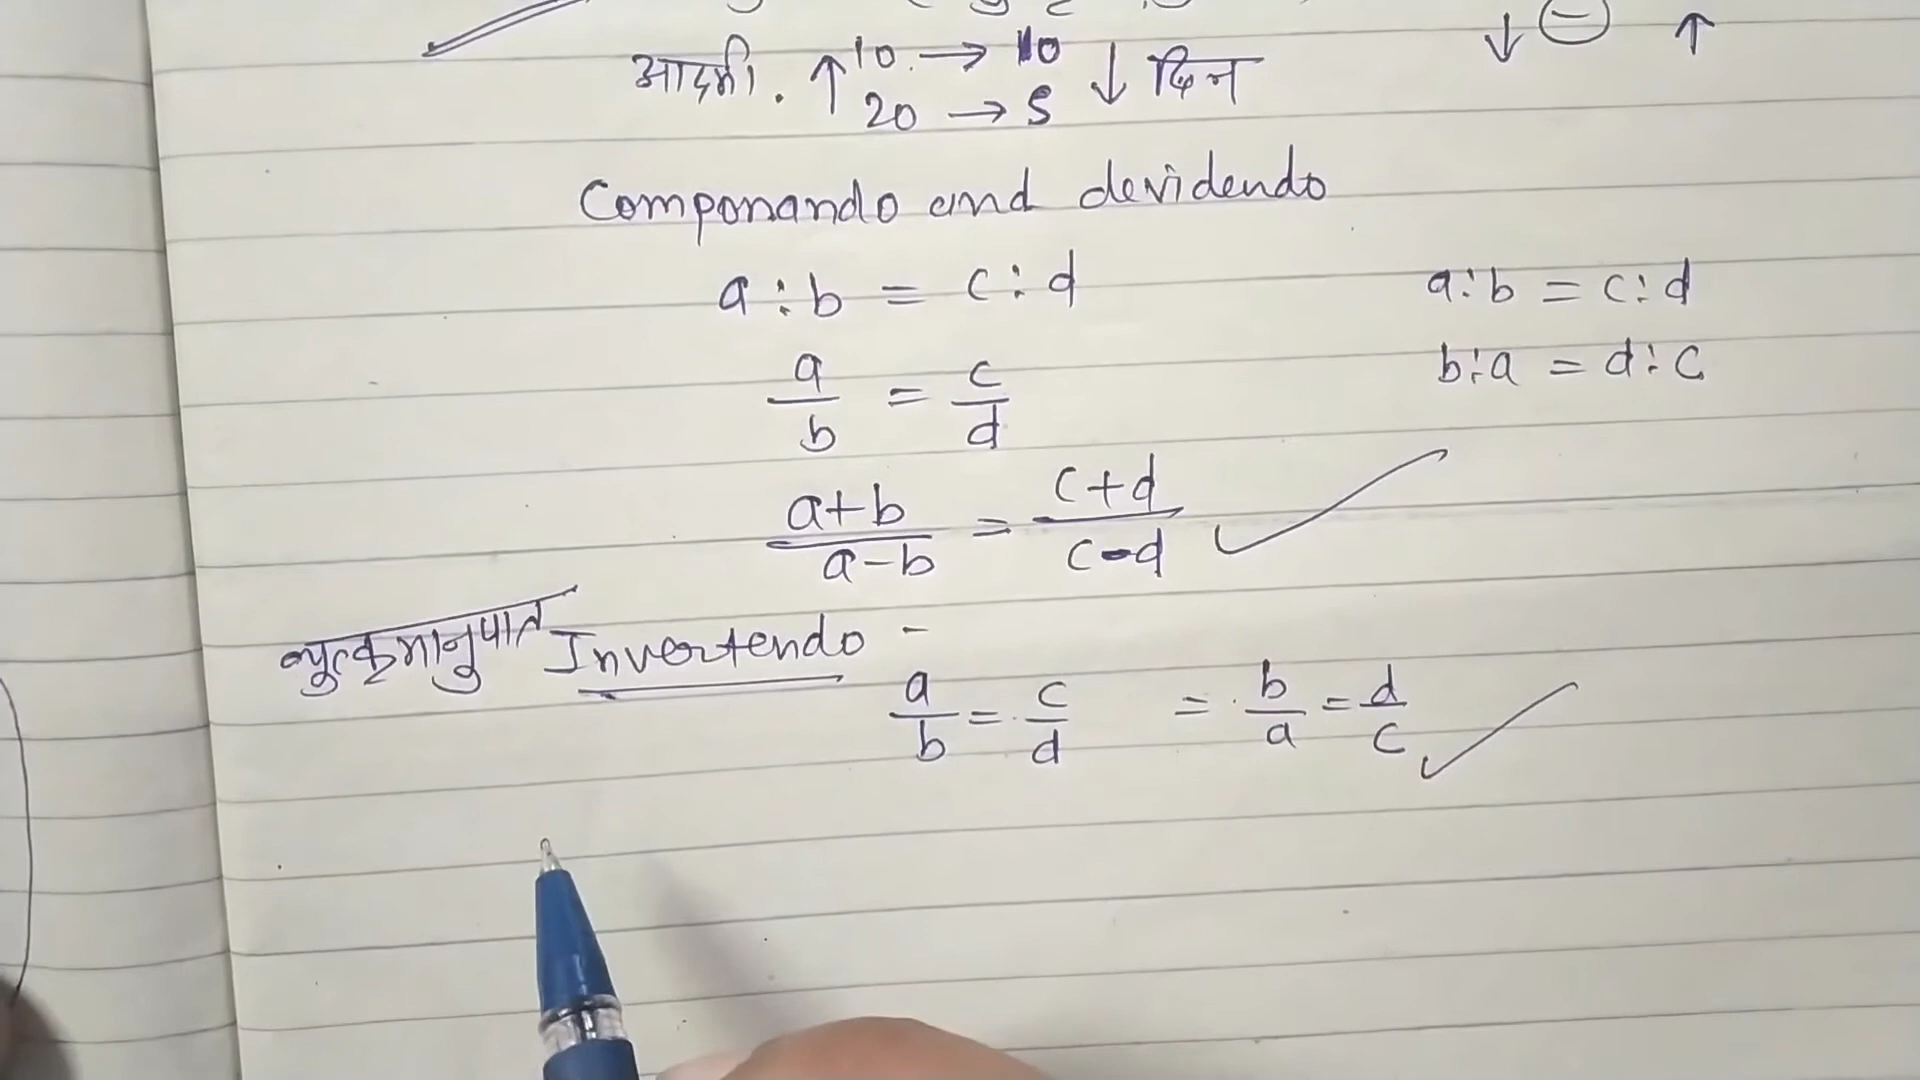 आदमी. ↑ 10 → 10 ↓ दिन
20 → 5
↓ ⊖ ↑
Componando and devidendo
a : b = c : d
a/b = c/d
a+b/a-b = c+d/c-d
a:b = c:d
b:a = d:c
व्युत्क्रमानुपात Invertendo -
a/b = c/d = b/a = d/c